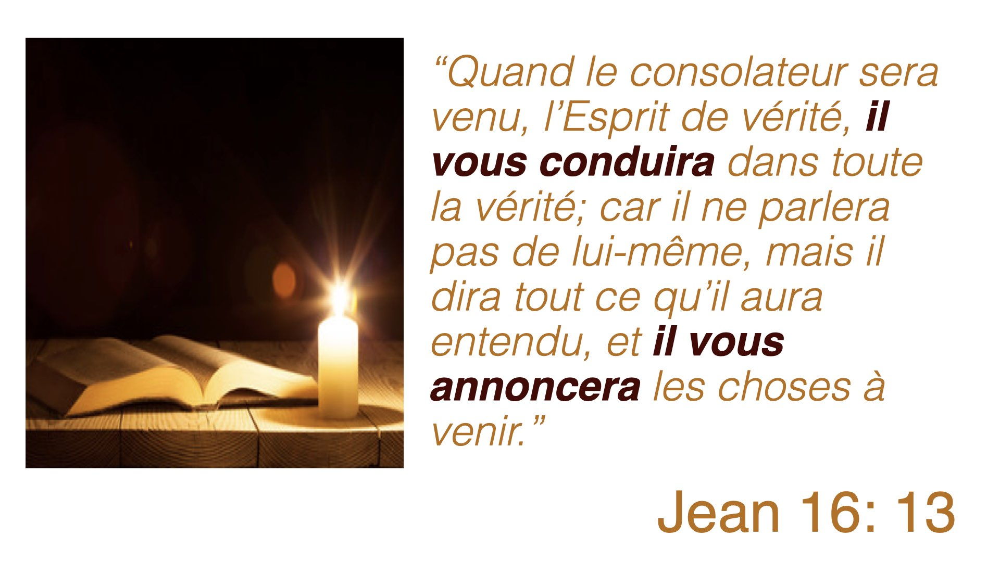 “Quand le consolateur sera
venu, l’Esprit de vérité, il
vous conduira dans toute
la vérité; car il ne parlera
pas de lui-même, mais il
dira tout ce qu’il aura
entendu, et il vous
annoncera les choses à
venir.”
Jean 16: 13